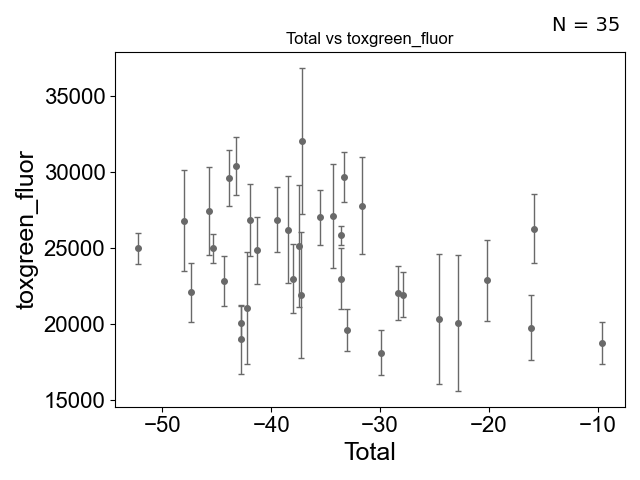 N = 35
Total vs toxgreen_fluor
toxgreen_fluor
35000
30000
25000
20000
15000
−50 −40 −30 −20 −10
Total